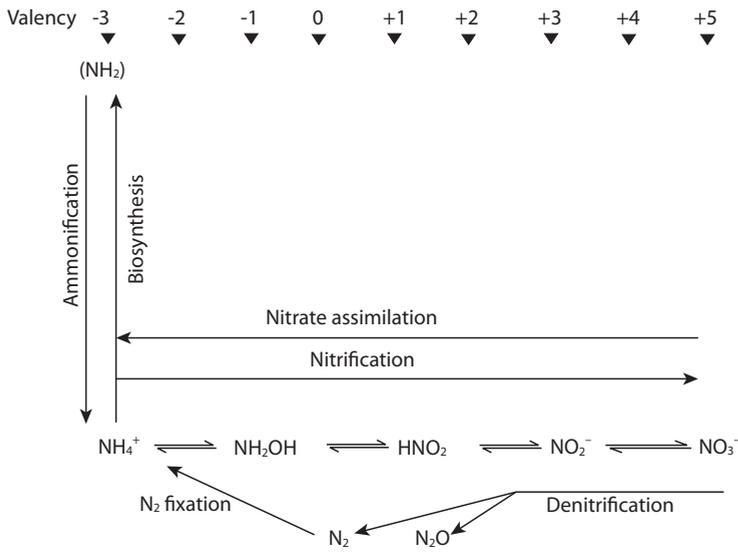 Valency -3 -2 -1 0 +1 +2 +3 +4 +5
(NH₂)
Ammonification
Biosynthesis
Nitrate assimilation
Nitrification
NH₄⁺ NH₂OH HNO₂ NO₂⁻ NO₃⁻
N₂ fixation
Denitrification
N₂ N₂O